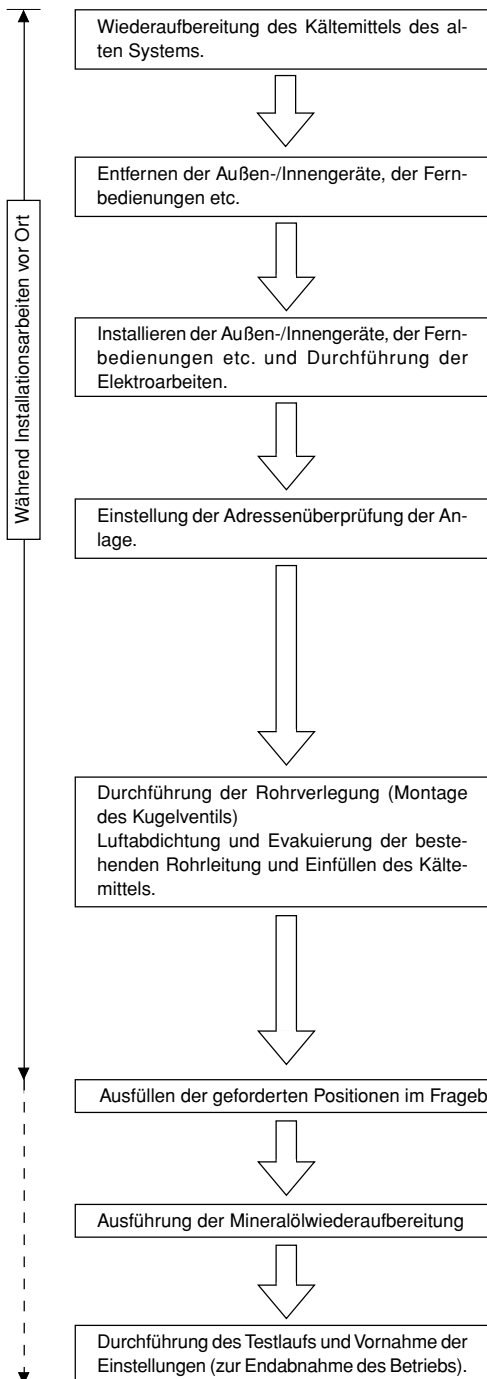 Wiederaufbereitung des Kältemittels des al-
ten Systems.
Entfernen der Außen-/Innengeräte, der Fern-
bedienungen etc.
Während Installationsarbeiten vor Ort
Installieren der Außen-/Innengeräte, der Fern-
bedienungen etc. und Durchführung der
Elektroarbeiten.
Einstellung der Adressenüberprüfung der An-
lage.
Durchführung der Rohrverlegung (Montage
des Kugelventils)
Luftabdichtung und Evakuierung der beste-
henden Rohrleitung und Einfüllen des Kälte-
mittels.
Ausfüllen der geforderten Positionen im Frageb
Ausführung der Mineralölwiederaufbereitung
Durchführung des Testlaufs und Vornahme der
Einstellungen (zur Endabnahme des Betriebs).